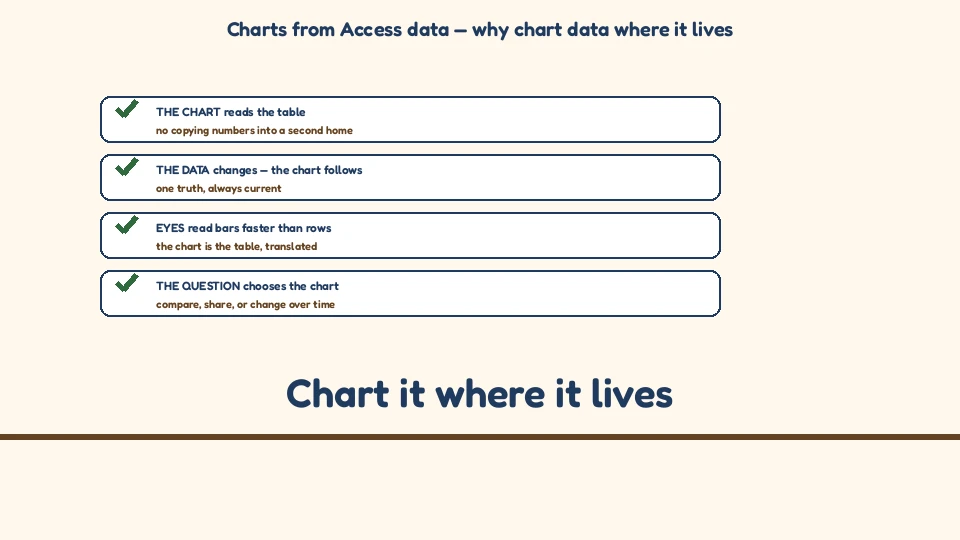 Charts from Access data — why chart data where it lives
THE CHART reads the table
no copying numbers into a second home
THE DATA changes — the chart follows
one truth, always current
EYES read bars faster than rows
the chart is the table, translated
THE QUESTION chooses the chart
compare, share, or change over time
Chart it where it lives